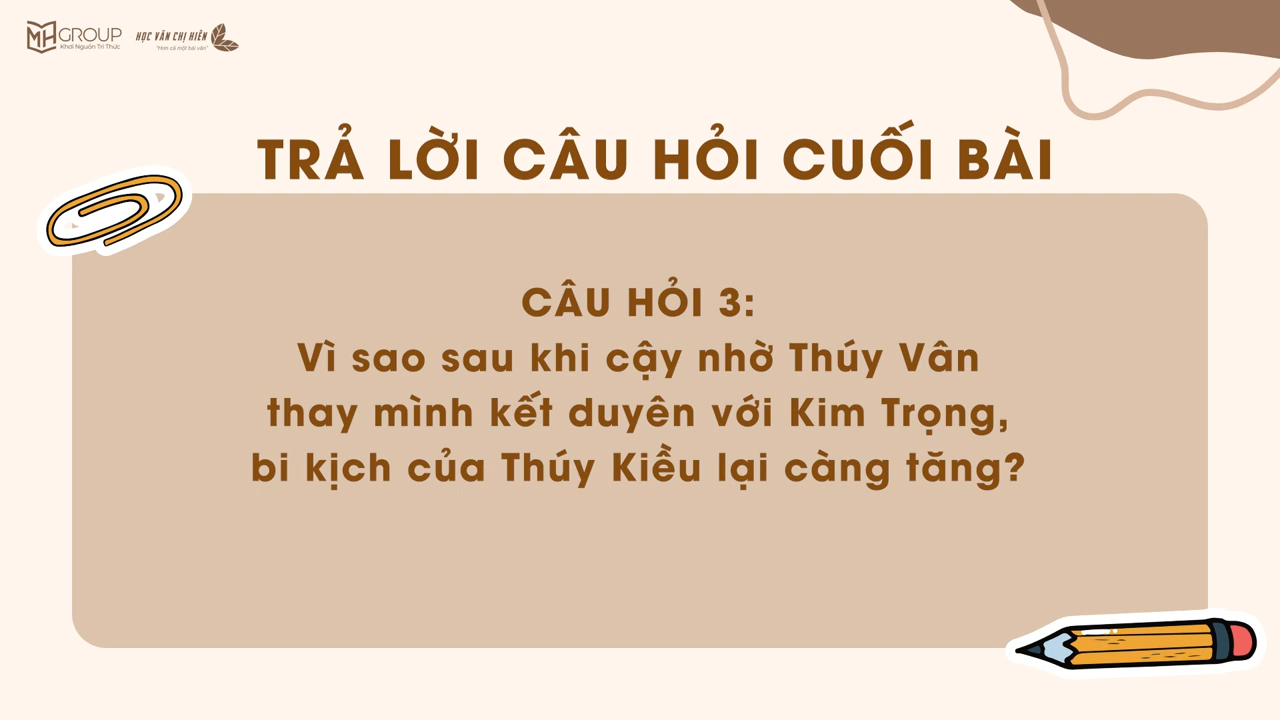 MH GROUP
Khơi Nguồn Tri Thức
HỌC VĂN CHỊ HIÊN
TRẢ LỜI CÂU HỎI CUỐI BÀI
CÂU HỎI 3:
Vì sao sau khi cậy nhờ Thúy Vân
thay mình kết duyên với Kim Trọng,
bi kịch của Thúy Kiều lại càng tăng?